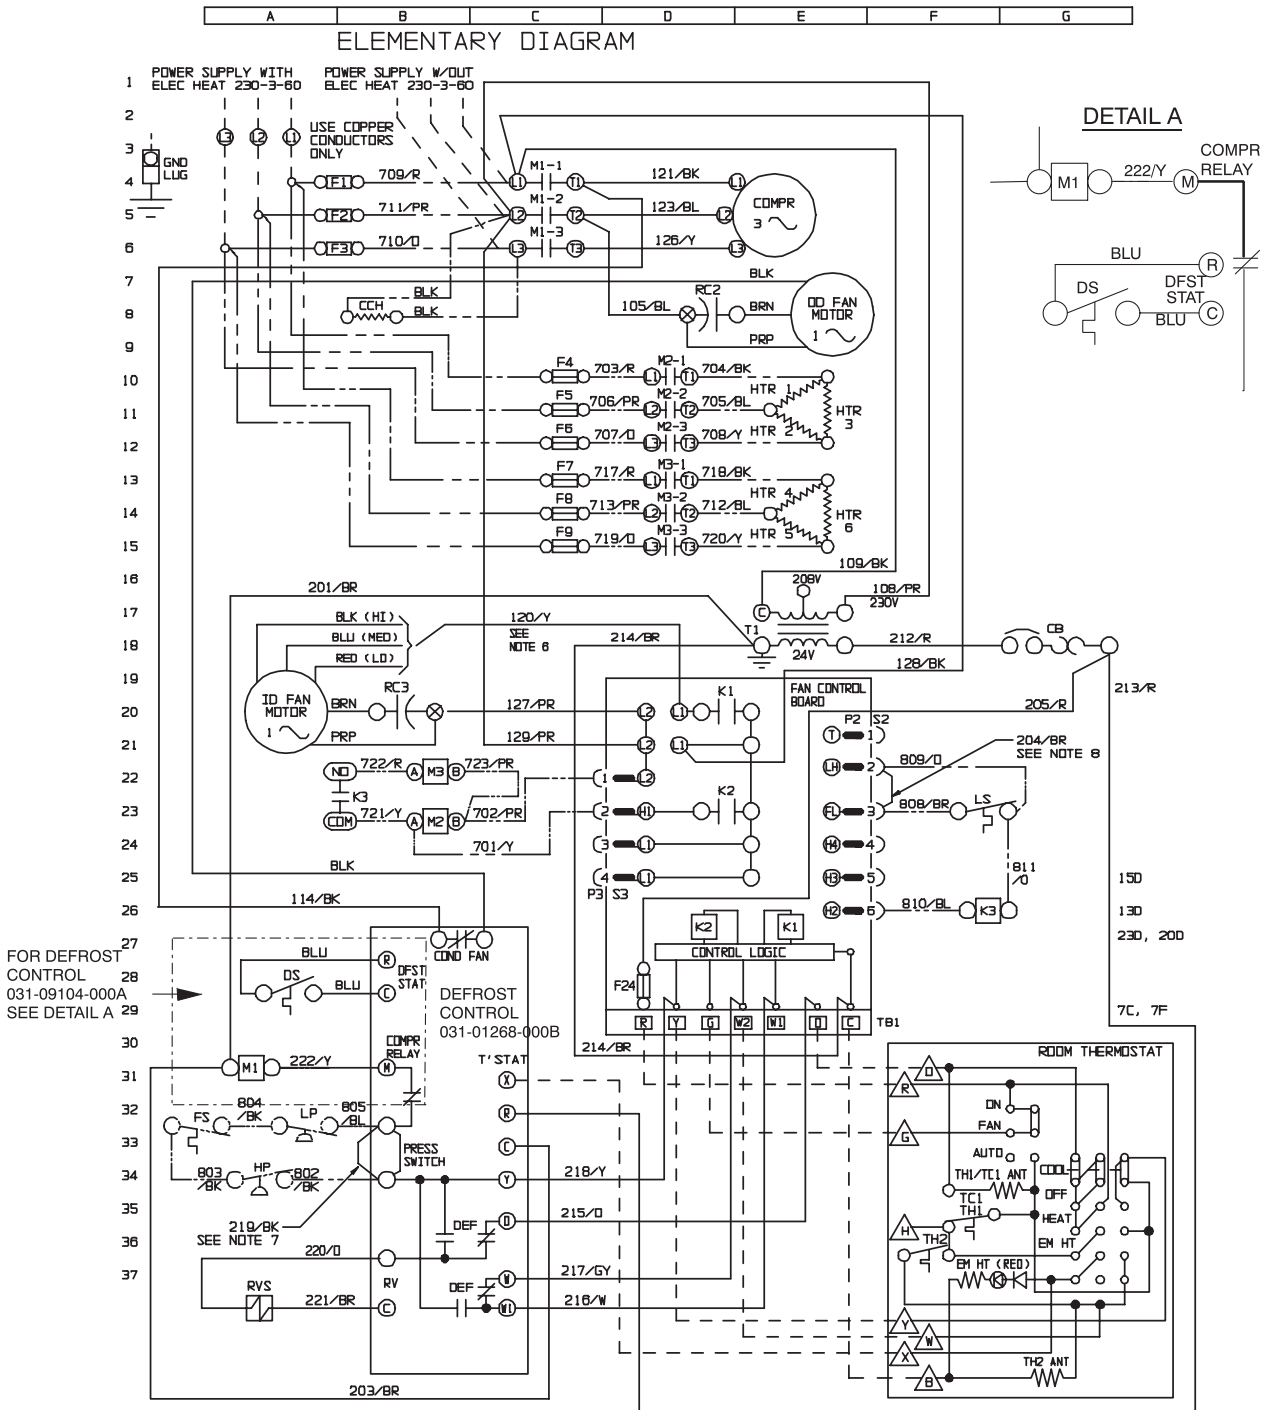 A B C D E F G
ELEMENTARY DIAGRAM
1 POWER SUPPLY WITH POWER SUPPLY W/OUT
ELEC HEAT 230-3-60 ELEC HEAT 230-3-60
2
DETAIL A
L3 L2 L1 USE COPPER
CONDUCTORS
ONLY
3
GND
LUG
COMPR
RELAY
M1 222/Y M
4 F1 709/R L1 M1-1 T1 121/BK L1
COMPR
3
5 F2 711/PR L2 M1-2 T2 123/BL L2
6 F3 710/O L3 M1-3 T3 126/Y L3
BLU R
DFST
STAT
DS BLU C
7 BLK
BLK
8 CCH BLK 105/BL RC2 BRN OD FAN
MOTOR
1
9 PRP
10 F4 703/R L1 M2-1 T1 704/BK HTR 1
11 F5 706/PR L2 M2-2 T2 705/BL HTR
3
12 F6 707/O L3 M2-3 T3 708/Y HTR 2
13 F7 717/R L1 M3-1 T1 718/BK
14 F8 713/PR L2 M3-2 T2 712/BL HTR 4 HTR
6
15 F9 719/O L3 M3-3 T3 720/Y HTR 5
109/BK
16 201/BR 208V 108/PR
230V
17 BLK (HI) 120/Y C
T1
18 BLU (MED) SEE
NOTE 6 214/BR 24V 212/R CB
RED (LO) 128/BK
19 213/R
ID FAN
MOTOR
1
RC3 K1 FAN CONTROL
BOARD
20 BRN 127/PR L2 L1 205/R
P2 S2
21 PRP 129/PR L2 L1 T 1 204/BR
SEE NOTE 8
22 NO 722/R A M3 B 723/PR 1 L2 LH 2 809/O
K3 K2 LS
23 COM 721/Y A M2 B 702/PR 2 H1 FL 3 808/BR
24 701/Y 3 L1 H4 4
811
/O
25 BLK 4 L1 H3 5 15D
P3 S3
26 114/BK H2 6 810/BL K3 13D
K2 K1
27 COND FAN CONTROL LOGIC 23D, 20D
FOR DEFROST
CONTROL
031-09104-000A
SEE DETAIL A
BLU R
DFST
STAT
28 DS BLU C F24
DEFROST
CONTROL
031-01268-000B
29 R Y G W2 W1 O C TB1 7C, 7F
30 COMPR
RELAY 214/BR ROOM THERMOSTAT
T'STAT
31 M1 222/Y M X O
R
32 804
/BK 805
/BL R ON
FS LP
FAN
G
33 PRESS
SWITCH C AUTO
34 803
/BK HP 802
/BK Y 218/Y TH1/TC1 ANT COOL
OFF
35 219/BK
SEE NOTE 7 DEF O 215/O TC1
TH1 HEAT
H
36 220/O TH2 EM HT
37 RV DEF W 217/GY EM HT (RED)
RVS 221/BR C W1 216/W
Y
W
X
TH2 ANT
B
203/BR